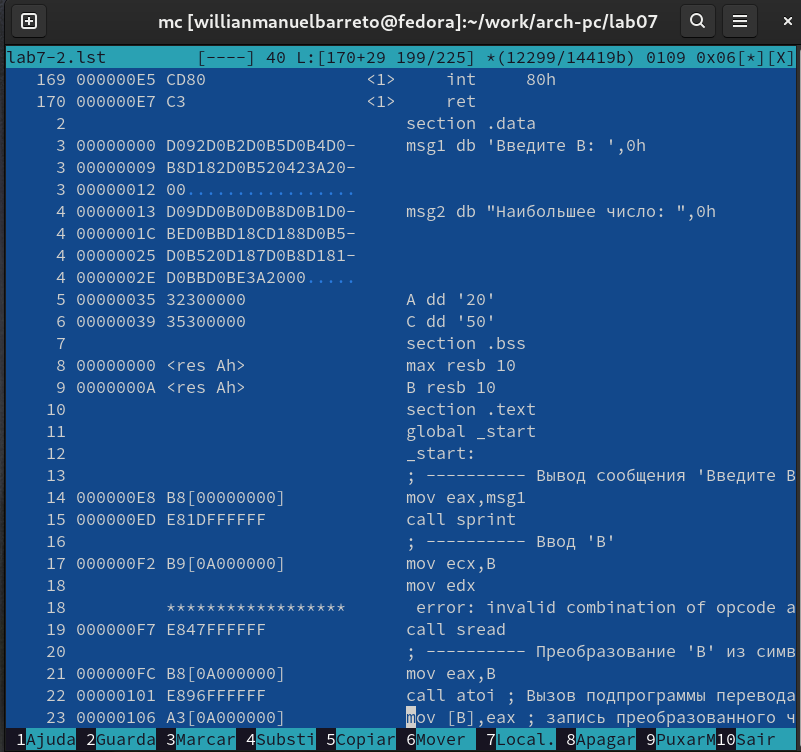 mc [willianmanuelbarreto@fedora]:~/work/arch-pc/lab07
lab7-2.lst [----] 40 L:[170+29 199/225] *(12299/14419b) 0109 0x06[*][X]
169 000000E5 CD80 <1> int 80h
170 000000E7 C3 <1> ret
2 section .data
3 00000000 D092D0B2D0B5D0B4D0- msg1 db 'Введите B: ',0h
3 00000009 B8D182D0B520423A20-
3 00000012 00.................
4 00000013 D09DD0B0D0B8D0B1D0- msg2 db "Наибольшее число: ",0h
4 0000001C BED0BBD18CD188D0B5-
4 00000025 D0B520D187D0B8D181-
4 0000002E D0BBD0BE3A2000.....
5 00000035 32300000 A dd '20'
6 00000039 35300000 C dd '50'
7 section .bss
8 00000000 <res Ah> max resb 10
9 0000000A <res Ah> B resb 10
10 section .text
11 global _start
12 _start:
13 ; ---------- Вывод сообщения 'Введите B
14 000000E8 B8[00000000] mov eax,msg1
15 000000ED E81DFFFFFF call sprint
16 ; ---------- Ввод 'B'
17 000000F2 B9[0A000000] mov ecx,B
18 mov edx
18 ****************** error: invalid combination of opcode a
19 000000F7 E847FFFFFF call sread
20 ; ---------- Преобразование 'B' из симв
21 000000FC B8[0A000000] mov eax,B
22 00000101 E896FFFFFF call atoi ; Вызов подпрограммы перевода
23 00000106 A3[0A000000] mov [B],eax ; запись преобразованного ч
1Ajuda 2Guarda 3Marcar 4Substi 5Copiar 6Mover 7Local. 8Apagar 9PuxarM 10Sair